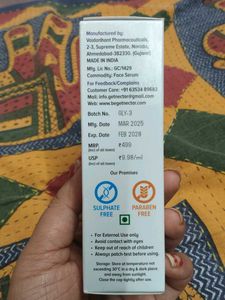 Manufactured by:
Vadarihant Pharmaceuticals,
2-3, Supreme Estate, Naroda,
Ahmedabad-382330. (Gujarat)
MADE IN INDIA
Mfg. Lic No.: GC/1429
Commodity: Face Serum
For Feedback/Complaints
Customer Care: +91 63524 89683
Email: info.getnectar@gmail.com
Website: www.begetnectar.com
Batch No. GLY-3
Mfg. Date MAR 2025
Exp. Date FEB 2028
MRP ₹499
(Incl of all taxes)
USP ₹9.98/ml
(Incl of all taxes)
Our Promises
SULPHATE
FREE
PARABEN
FREE
• For External Use only
• Avoid contact with eyes
• Keep out of reach of children
• Always patch test before using.
Storage: Store at temperature not
exceeding 30°C in a dry & dark place
and away from sunlight.
Close the cap tightly after use.